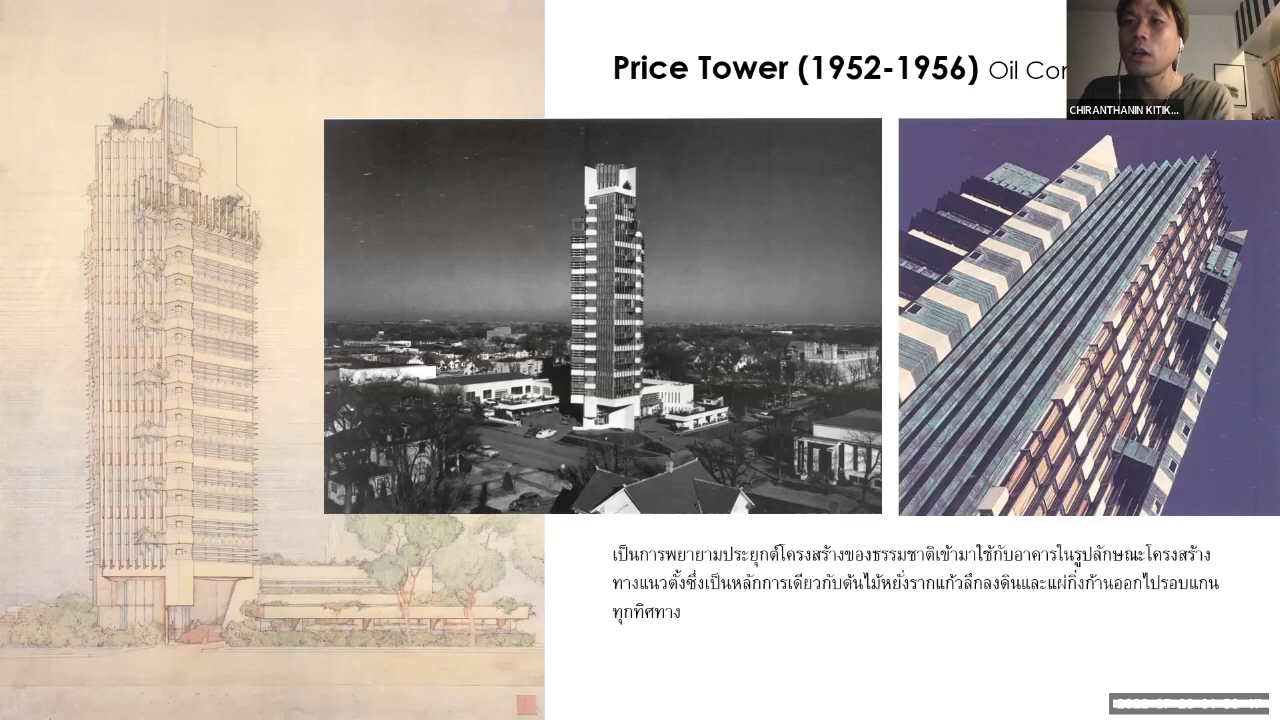 Price Tower (1952-1956) Oil
CHIRANTHANIN KITIK...
เป็นการพยายามประยุกต์โครงสร้างของธรรมชาติเข้ามาใช้กับอาคารในรูปลักษณะโครงสร้าง
ทางแนวตั้งซึ่งเป็นหลักการเดียวกับต้นไม้หยั่งรากแก้วลึกลงดินและแผ่กิ่งก้านออกไปรอบแกน
ทุกทิศทาง